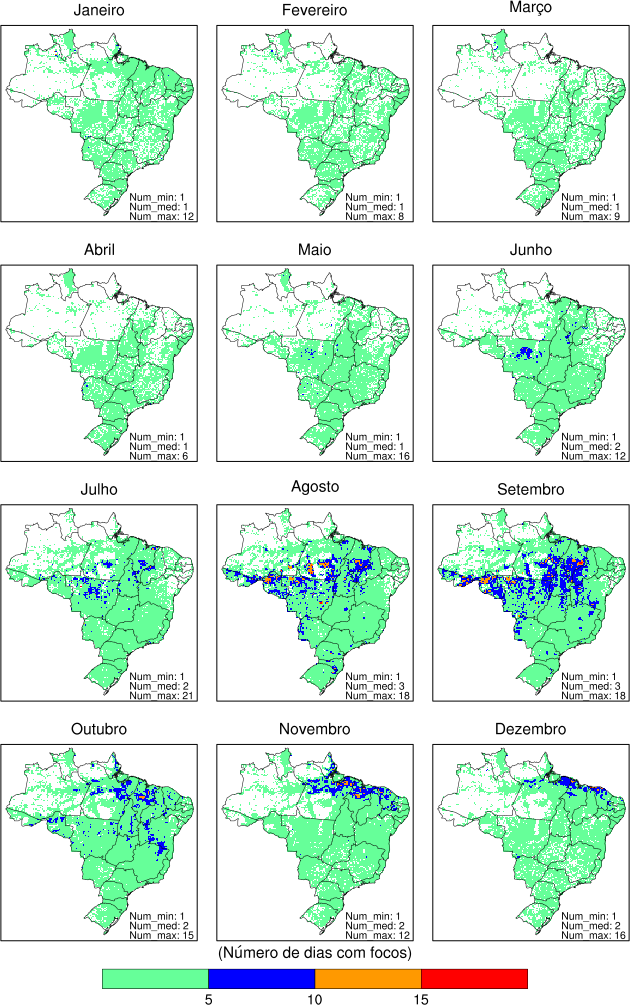 Janeiro
Fevereiro
Março
Num_min: 1
Num_med: 1
Num_max: 12
Num_min: 1
Num_med: 1
Num_max: 8
Num_min: 1
Num_med: 1
Num_max: 9
Abril
Maio
Junho
Num_min: 1
Num_med: 1
Num_max: 6
Num_min: 1
Num_med: 1
Num_max: 16
Num_min: 1
Num_med: 2
Num_max: 12
Julho
Agosto
Setembro
Num_min: 1
Num_med: 2
Num_max: 21
Num_min: 1
Num_med: 3
Num_max: 18
Num_min: 1
Num_med: 3
Num_max: 18
Outubro
Novembro
Dezembro
Num_min: 1
Num_med: 2
Num_max: 15
Num_min: 1
Num_med: 2
Num_max: 12
Num_min: 1
Num_med: 2
Num_max: 16
(Número de dias com focos)
5 10 15